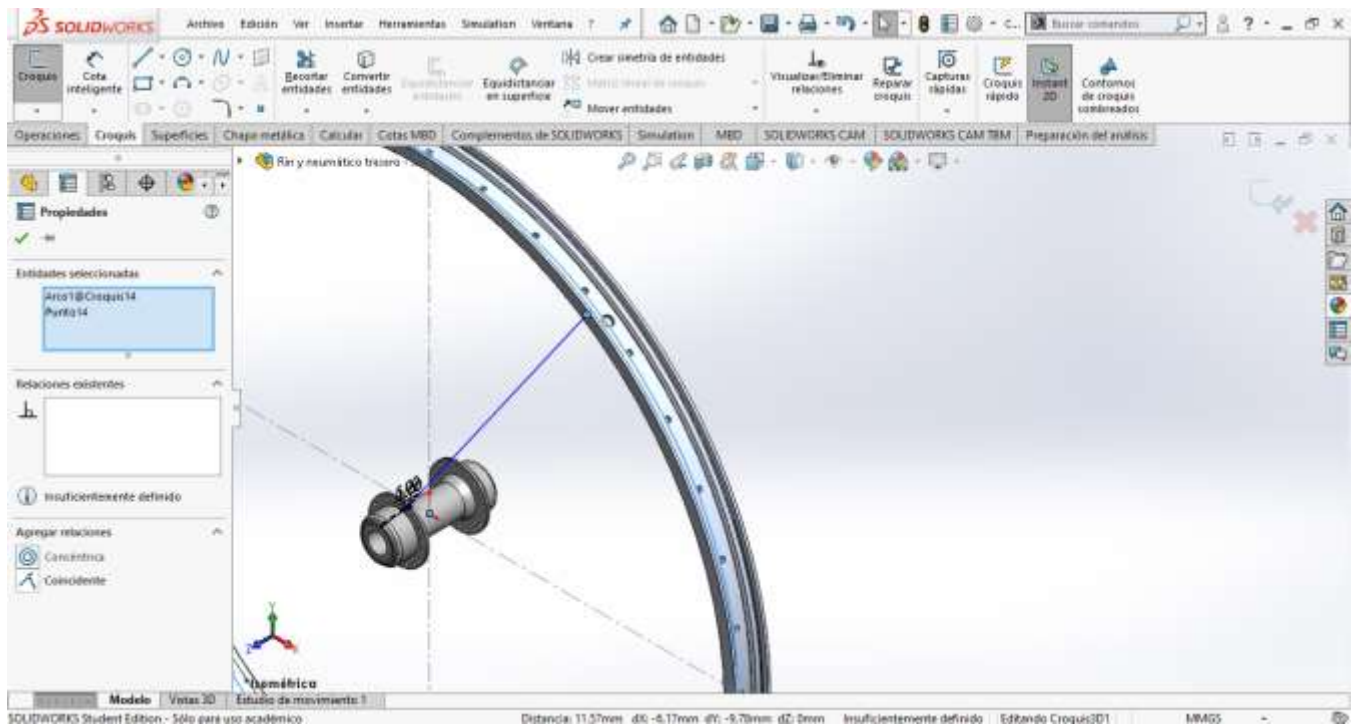 SOLIDWORKS
Archivo Edición Ver Insertar Herramientas Simulation Ventana ?
Buscar comandos
Croquis
Cota inteligente
Recortar entidades
Convertir entidades
Equidistanciar en superficie
Crear simetría de entidades
Mover entidades
Visualizar/Eliminar relaciones
Reparar croquis
Capturas rápidas
Croquis rápido
Instant 2D
Contornos de croquis sombreados
Operaciones Croquis Superficies Chapa metálica Calcular Cotas MBD Complementos de SOLIDWORKS Simulation MBD SOLIDWORKS CAM SOLIDWORKS CAM TBM Preparación del análisis
Rin y neumático trasero
Propiedades
Entidades seleccionadas
Arco1@Croquis14
Punto14
Relaciones existentes
Insuficientemente definido
Agregar relaciones
Concéntrica
Coincidente
Y
Z
X
*Isométrica
Modelo Vistas 3D Estudio de movimiento 1
SOLIDWORKS Student Edition - Sólo para uso académico
Distancia: 11.57mm dX: -6.17mm dY: -9.78mm dZ: 0mm Insuficientemente definido Editando Croquis3D1 MMGS